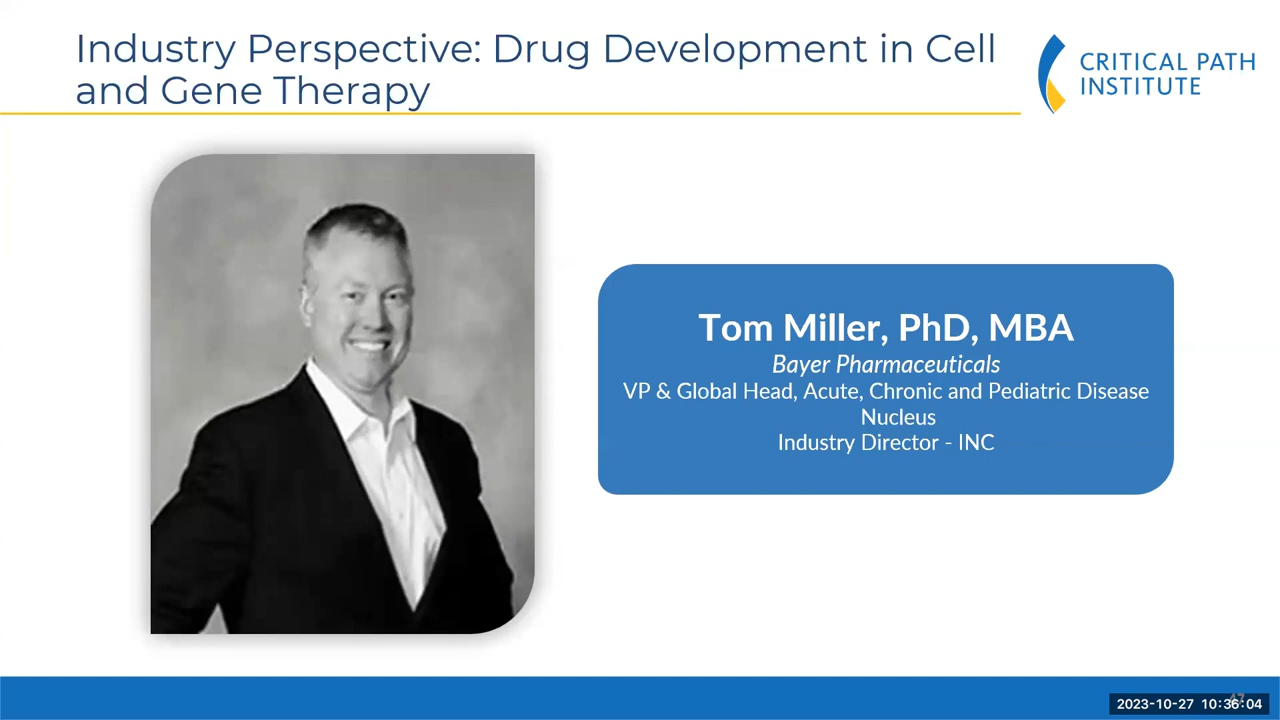 Industry Perspective: Drug Development in Cell
and Gene Therapy
CRITICAL PATH
INSTITUTE
Tom Miller, PhD, MBA
Bayer Pharmaceuticals
VP & Global Head, Acute, Chronic and Pediatric Disease
Nucleus
Industry Director - INC
47
2023-10-27 10:36:04